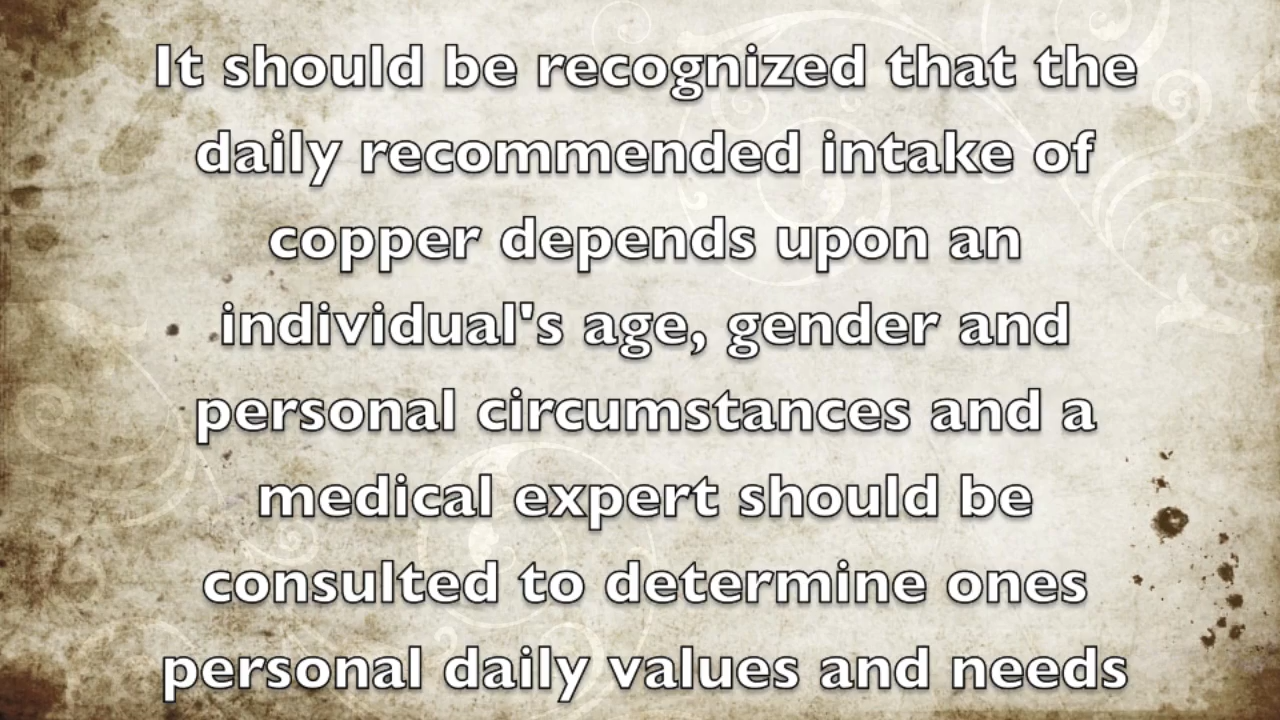 It should be recognized that the
daily recommended intake of
copper depends upon an
individual's age, gender and
personal circumstances and a
medical expert should be
consulted to determine ones
personal daily values and needs